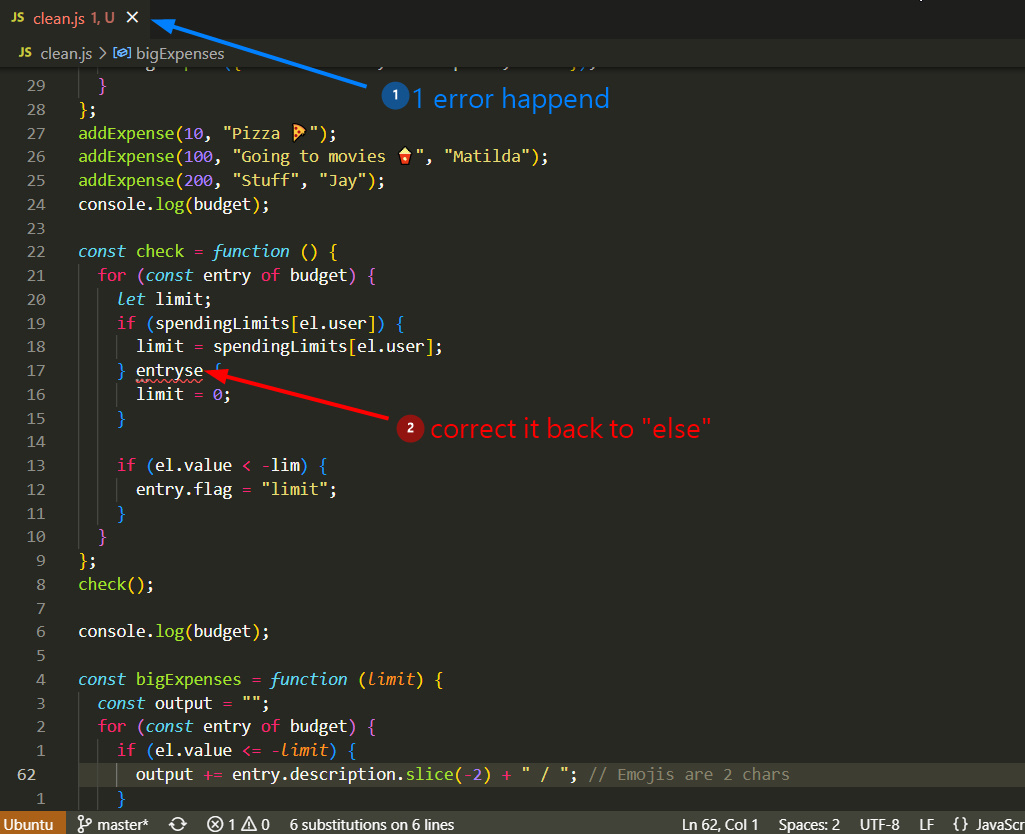 JS clean.js 1, U ×
JS clean.js > bigExpenses
1 1 error happend
29 }
28 };
27 addExpense(10, "Pizza 🍕");
26 addExpense(100, "Going to movies 🍿", "Matilda");
25 addExpense(200, "Stuff", "Jay");
24 console.log(budget);
23
22 const check = function () {
21 for (const entry of budget) {
20 let limit;
19 if (spendingLimits[el.user]) {
18 limit = spendingLimits[el.user];
17 } entryse {
16 limit = 0;
2 correct it back to "else"
15 }
14
13 if (el.value < -lim) {
12 entry.flag = "limit";
11 }
10 }
9 };
8 check();
7
6 console.log(budget);
5
4 const bigExpenses = function (limit) {
3 const output = "";
2 for (const entry of budget) {
1 if (el.value <= -limit) {
62 output += entry.description.slice(-2) + " / "; // Emojis are 2 chars
1 }
Ubuntu master* 1 0 6 substitutions on 6 lines Ln 62, Col 1 Spaces: 2 UTF-8 LF {} JavaScr